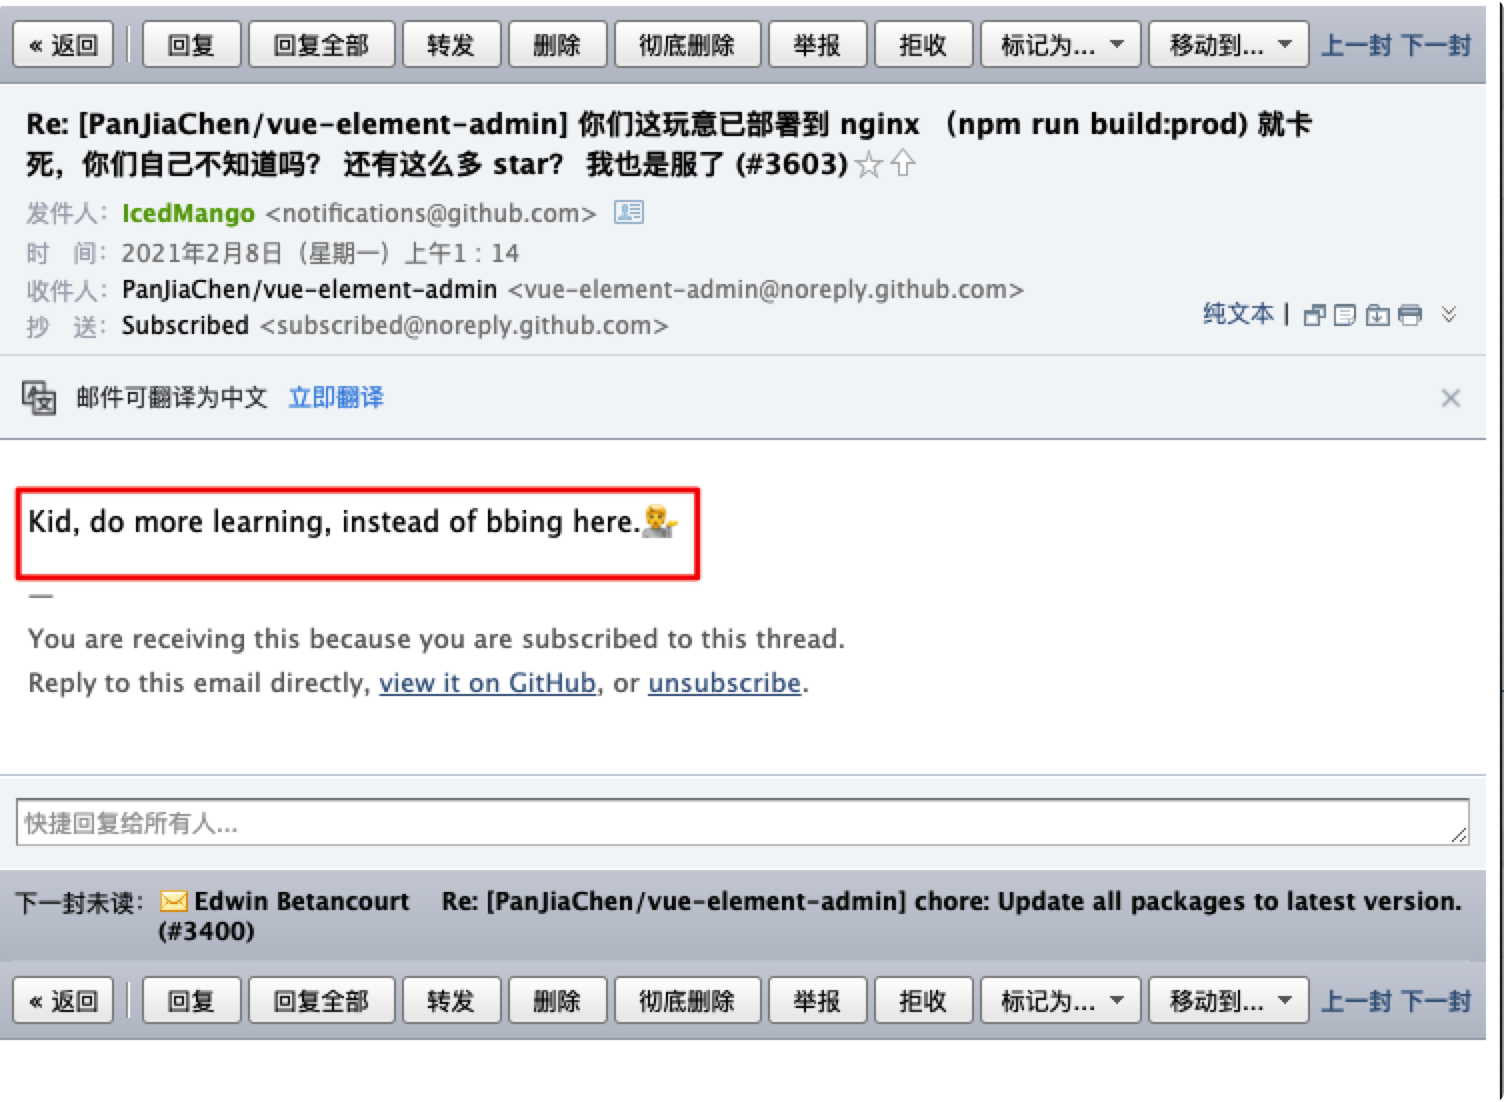 « 返回 回复 回复全部 转发 删除 彻底删除 举报 拒收 标记为... 移动到... 上一封 下一封
Re: [PanJiaChen/vue-element-admin] 你们这玩意已部署到 nginx （npm run build:prod) 就卡
死，你们自己不知道吗？ 还有这么多 star？ 我也是服了 (#3603)
发件人： IcedMango <notifications@github.com>
时 间： 2021年2月8日（星期一）上午1：14
收件人： PanJiaChen/vue-element-admin <vue-element-admin@noreply.github.com>
抄 送： Subscribed <subscribed@noreply.github.com>
纯文本 |
邮件可翻译为中文 立即翻译
Kid, do more learning, instead of bbing here.💁‍♂️
—
You are receiving this because you are subscribed to this thread.
Reply to this email directly, view it on GitHub, or unsubscribe.
快捷回复给所有人...
下一封未读： Edwin Betancourt Re: [PanJiaChen/vue-element-admin] chore: Update all packages to latest version.
(#3400)
« 返回 回复 回复全部 转发 删除 彻底删除 举报 拒收 标记为... 移动到... 上一封 下一封